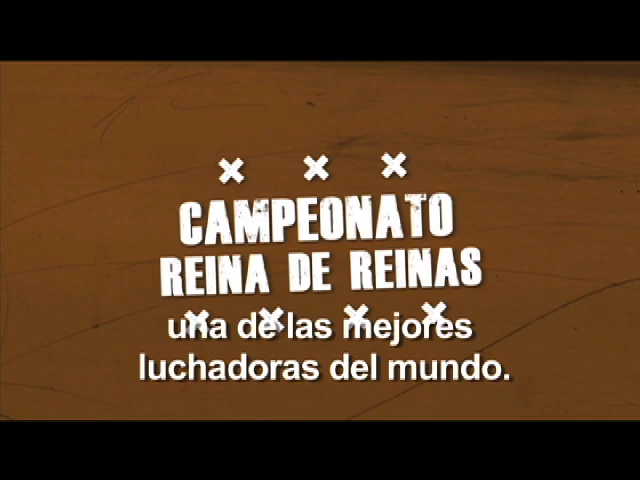 CAMPEONATO
REINA DE REINAS
una de las mejores
luchadoras del mundo.